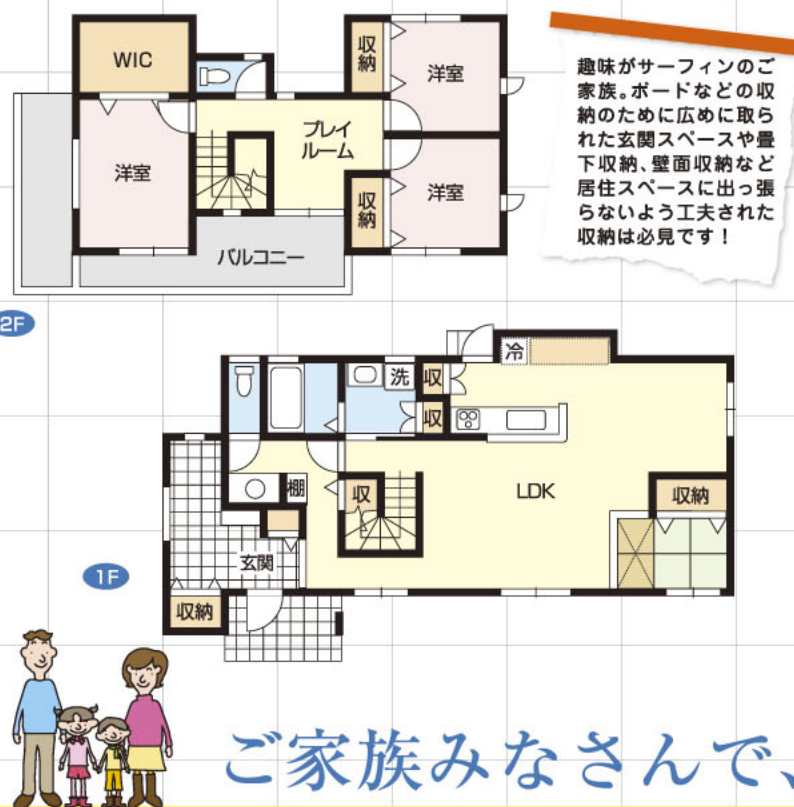 WIC
収納
洋室
趣味がサーフィンのご
家族。ボードなどの収
納のために広めに取ら
れた玄関スペースや畳
下収納、壁面収納など
居住スペースに出っ張
らないよう工夫された
収納は必見です！
プレイ
ルーム
洋室
収納
洋室
バルコニー
2F
冷
洗
収
収
棚
収
LDK
収納
玄関
1F
収納
ご家族みなさんで、